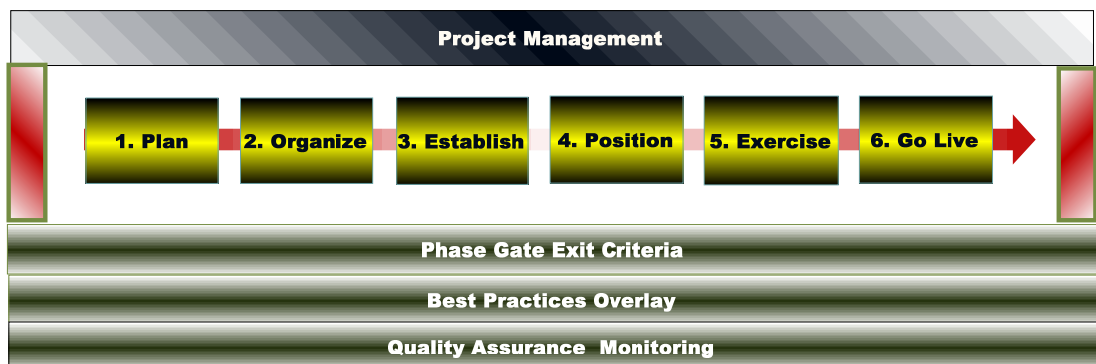 Project Management
1. Plan
2. Organize
3. Establish
4. Position
5. Exercise
6. Go Live
Phase Gate Exit Criteria
Best Practices Overlay
Quality Assurance  Monitoring